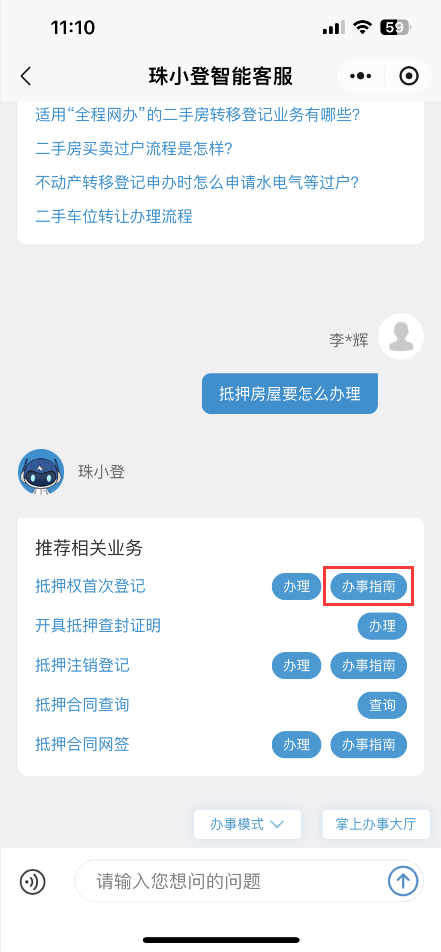 11:10
59
珠小登智能客服
适用“全程网办”的二手房转移登记业务有哪些?
二手房买卖过户流程是怎样?
不动产转移登记申办时怎么申请水电气等过户?
二手车位转让办理流程
李*辉
抵押房屋要怎么办理
珠小登
推荐相关业务
抵押权首次登记 办理 办事指南
开具抵押查封证明 办理
抵押注销登记 办理 办事指南
抵押合同查询 查询
抵押合同网签 办理 办事指南
办事模式 掌上办事大厅
请输入您想问的问题